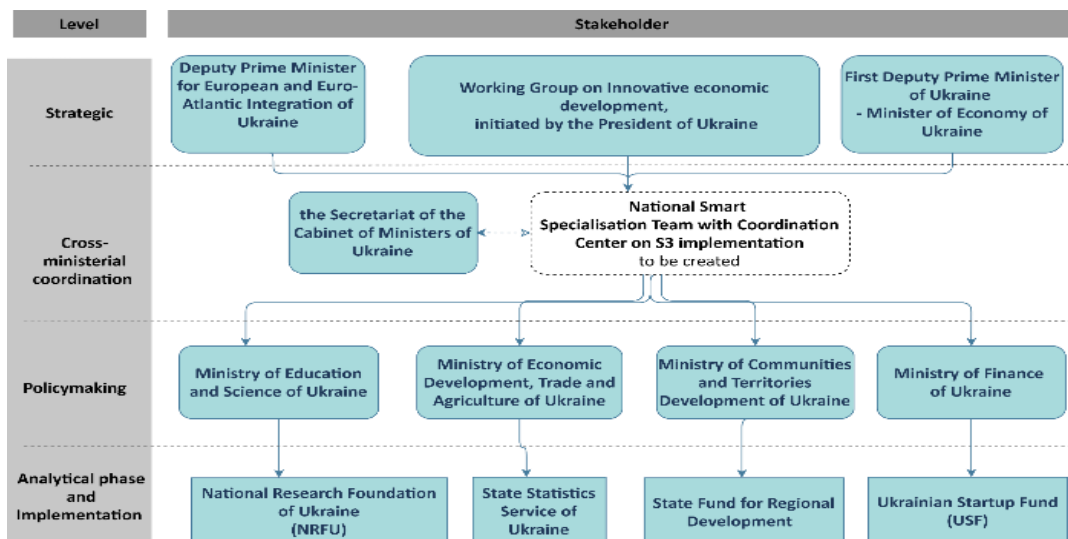 Level
Stakeholder
Strategic
Deputy Prime Minister
for European and Euro-
Atlantic Integration of
Ukraine
Working Group on Innovative economic
development,
initiated by the President of Ukraine
First Deputy Prime Minister
of Ukraine
- Minister of Economy of
Ukraine
Cross-
ministerial
coordination
the Secretariat of the
Cabinet of Ministers of
Ukraine
National Smart
Specialisation Team with Coordination
Center on S3 implementation
to be created
Policymaking
Ministry of Education
and Science of Ukraine
Ministry of Economic
Development, Trade and
Agriculture of Ukraine
Ministry of Communities
and Territories
Development of Ukraine
Ministry of Finance
of Ukraine
Analytical phase
and
Implementation
National Research Foundation
of Ukraine
(NRFU)
State Statistics
Service of
Ukraine
State Fund for Regional
Development
Ukrainian Startup Fund
(USF)